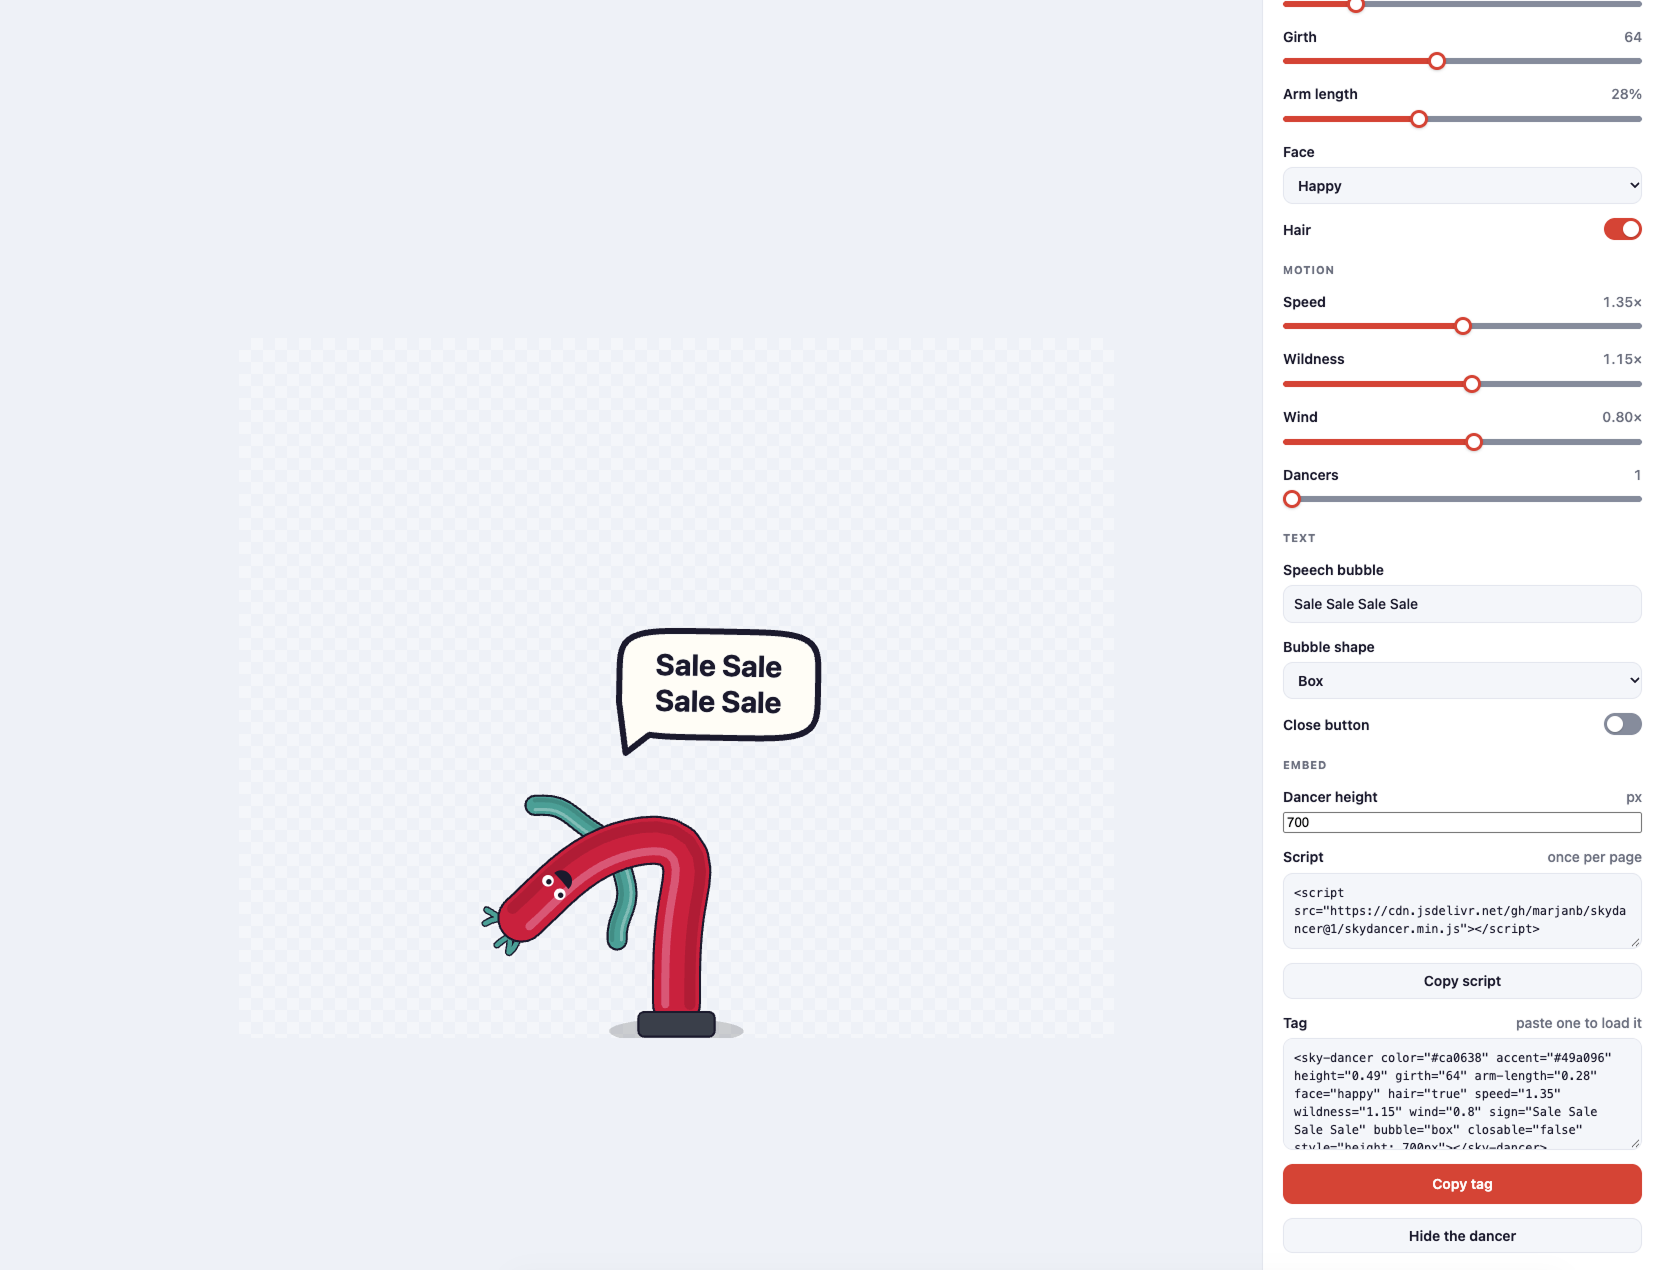 Girth 64
Arm length 28%
Face
Happy
Hair
MOTION
Speed 1.35×
Wildness 1.15×
Wind 0.80×
Dancers 1
TEXT
Speech bubble
Sale Sale Sale Sale
Bubble shape
Box
Close button
EMBED
Dancer height px
700
Script once per page
<script
src="https://cdn.jsdelivr.net/gh/marjanb/skyda
ncer@1/skydancer.min.js"></script>
Copy script
Tag paste one to load it
<sky-dancer color="#ca0638" accent="#49a096"
height="0.49" girth="64" arm-length="0.28"
face="happy" hair="true" speed="1.35"
wildness="1.15" wind="0.8" sign="Sale Sale
Sale Sale" bubble="box" closable="false"
style="height: 700px"></sky-dancer>
Copy tag
Hide the dancer
Sale Sale
Sale Sale